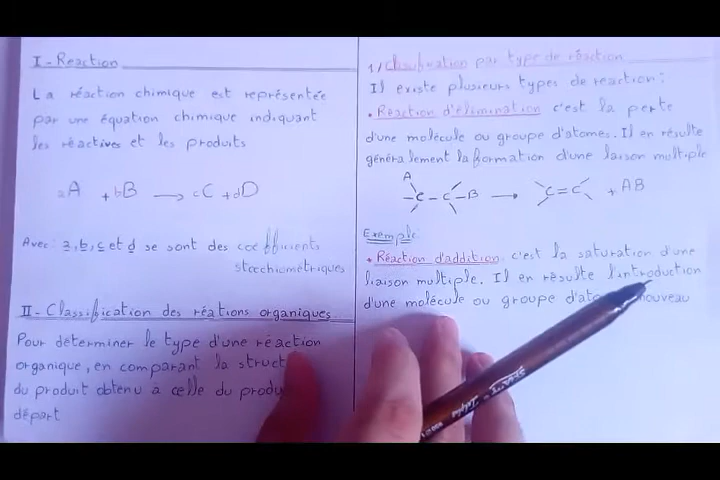 I - Reaction
La réaction chimique est représentée
par une équation chimique indiquant
les réactives et les produits
aA + bB → cC + dD
Avec: a, b, c et d se sont des coefficients
stœchiométriques
II - Classification des réations organiques
Pour déterminer le type d'une réaction
organique, en comparant la struct
du produit obtenu à celle du produ
départ
1/ Classification par type de réaction
Il existe plusieurs types de reaction:
• Réaction d'élimination c'est la perte
d'une molécule ou groupe d'atomes. Il en résulte
généralement la formation d'une liaison multiple
A
- C - C - B → C = C + AB
Exemple:
• Réaction d'addition c'est la saturation d'une
liaison multiple. Il en résulte l'introduction
d'une molécule ou groupe d'ato nouveau